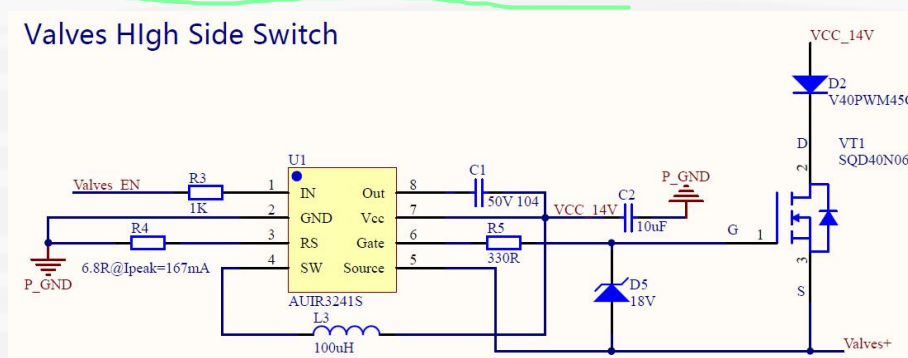 Valves HIgh Side Switch
VCC_14V
D2
V40PWM45C
D
2
VT1
SQD40N06
G
1
3
S
Valves+
U1
Valves_EN
R3
1K
1
IN
2
GND
3
RS
4
SW
Out
8
Vcc
7
Gate
6
Source
5
AUIR3241S
R4
6.8R@Ipeak=167mA
P_GND
L3
100uH
C1
50V 104
VCC_14V
C2
10uF
P_GND
R5
330R
D5
18V